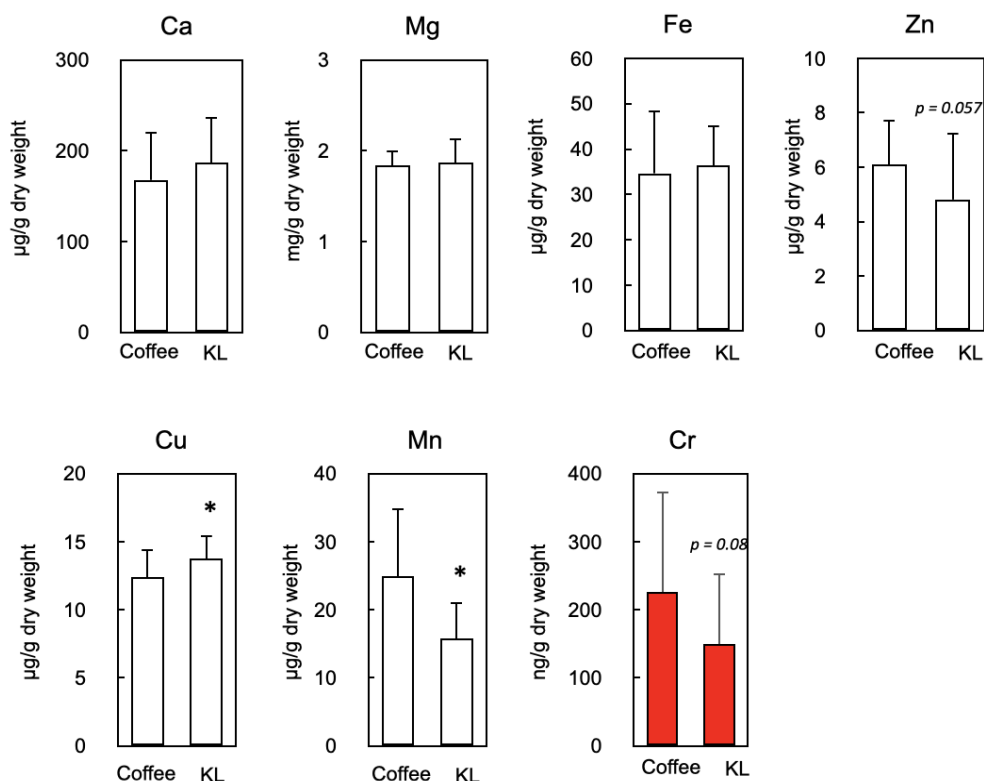 Ca
300
200
100
0
µg/g dry weight
Coffee
KL
Mg
3
2
1
0
mg/g dry weight
Coffee
KL
Fe
60
50
40
30
20
10
0
µg/g dry weight
Coffee
KL
Zn
10
8
6
4
2
0
µg/g dry weight
p = 0.057
Coffee
KL
Cu
20
15
10
5
0
µg/g dry weight
*
Coffee
KL
Mn
40
30
20
10
0
µg/g dry weight
*
Coffee
KL
Cr
400
300
200
100
0
ng/g dry weight
p = 0.08
Coffee
KL